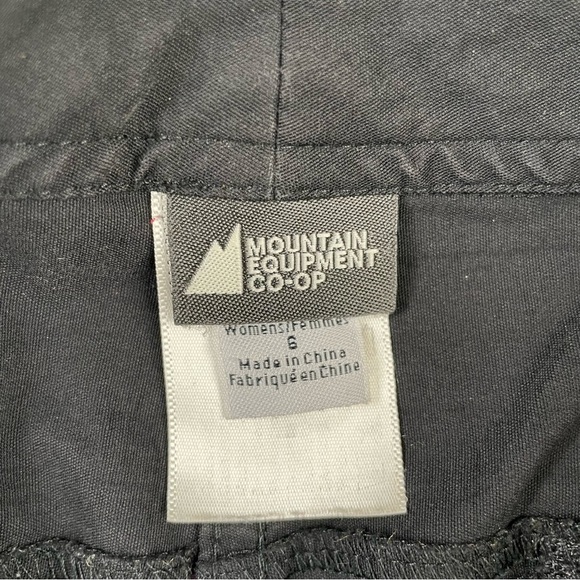 MOUNTAIN
EQUIPMENT
CO-OP
Womens/Femmes
6
Made in China
Fabriqué en Chine